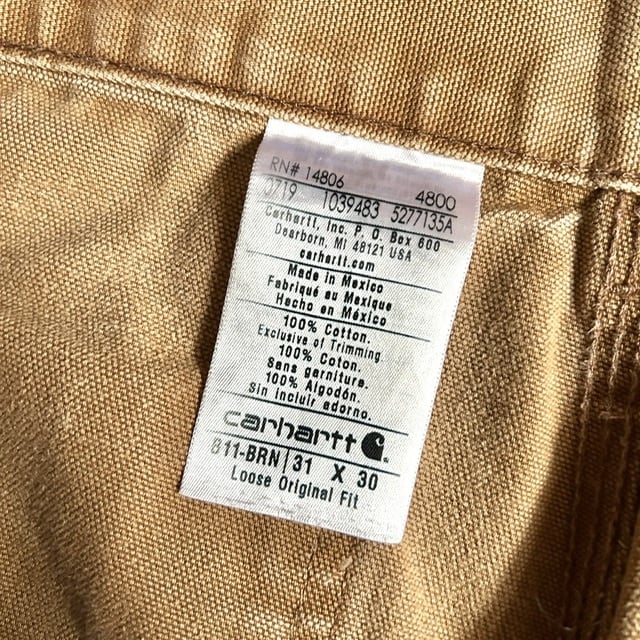 RN# 14806 4800
0719 1039483 5277135A
Carhartt, Inc. P. O. Box 600
Dearborn, MI 48121 USA
carhartt.com
Made in Mexico
Fabriqué au Mexique
Hecho en México
100% Cotton.
Exclusive of Trimming
100% Coton.
Sans garniture.
100% Algodón.
Sin incluir adorno.
carhartt
B11-BRN 31 X 30
Loose Original Fit